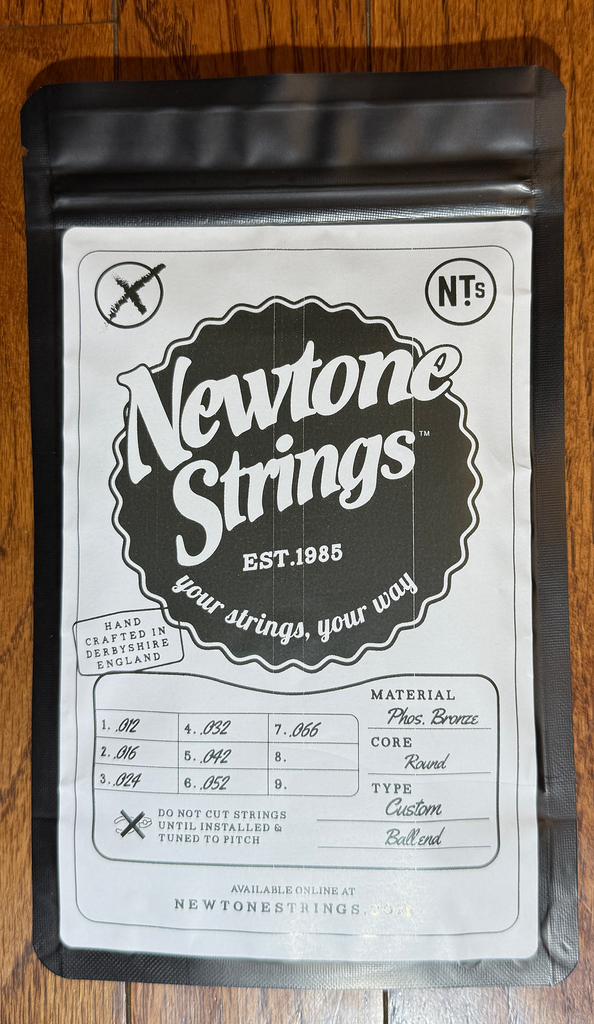 NTs
Newtone
Strings™
EST.1985
your strings, your way
HAND
CRAFTED IN
DERBYSHIRE
ENGLAND
1. .012 4. .032 7. .066
2. .016 5. .042 8.
3. .024 6. .052 9.
MATERIAL
Phos. Bronze
CORE
Round
TYPE
Custom
Ball end
DO NOT CUT STRINGS
UNTIL INSTALLED &
TUNED TO PITCH
AVAILABLE ONLINE AT
NEWTONESTRINGS.COM